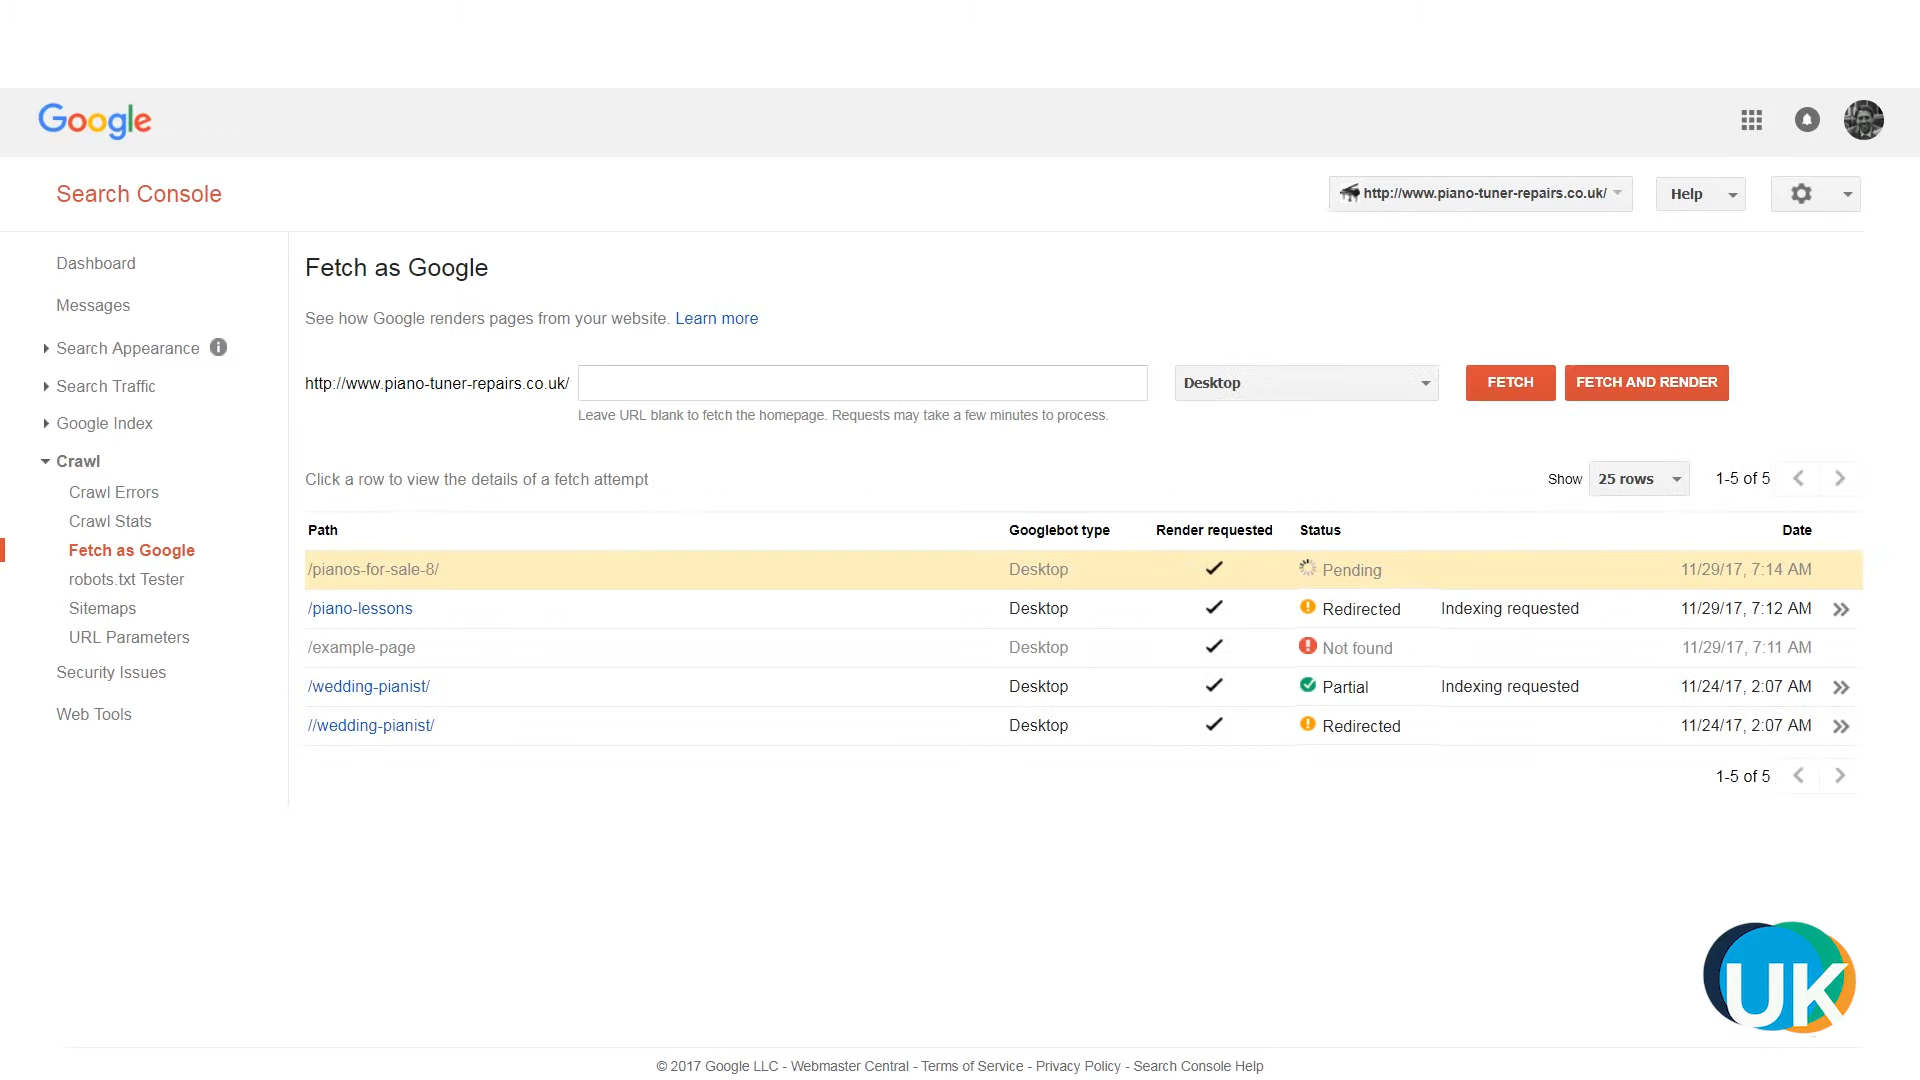 Google
Search Console
http://www.piano-tuner-repairs.co.uk/
Help
Dashboard
Messages
Search Appearance
Search Traffic
Google Index
Crawl
Crawl Errors
Crawl Stats
Fetch as Google
robots.txt Tester
Sitemaps
URL Parameters
Security Issues
Web Tools
Fetch as Google
See how Google renders pages from your website. Learn more
http://www.piano-tuner-repairs.co.uk/ Desktop FETCH FETCH AND RENDER
Leave URL blank to fetch the homepage. Requests may take a few minutes to process.
Click a row to view the details of a fetch attempt Show 25 rows 1-5 of 5
Path Googlebot type Render requested Status Date
/pianos-for-sale-8/ Desktop Pending 11/29/17, 7:14 AM
/piano-lessons Desktop Redirected Indexing requested 11/29/17, 7:12 AM
/example-page Desktop Not found 11/29/17, 7:11 AM
/wedding-pianist/ Desktop Partial Indexing requested 11/24/17, 2:07 AM
//wedding-pianist/ Desktop Redirected 11/24/17, 2:07 AM
1-5 of 5
UK
© 2017 Google LLC - Webmaster Central - Terms of Service - Privacy Policy - Search Console Help